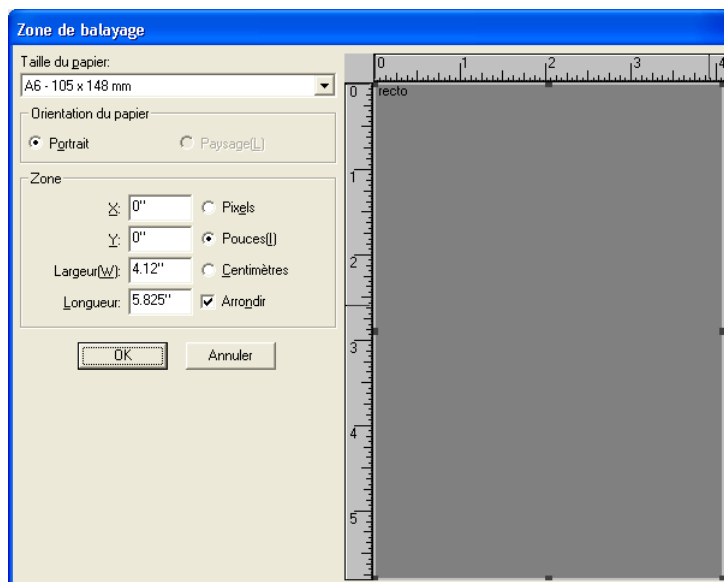 Zone de balayage
Taille du papier:
A6 - 105 x 148 mm
Orientation du papier
Portrait
Paysage(L)
Zone
X: 0"
Pixels
Y: 0"
Pouces(I)
Largeur(W): 4.12"
Centimètres
Longueur: 5.825"
Arrondir
OK
Annuler
0 1 2 3 4
0
recto
1
2
3
4
5